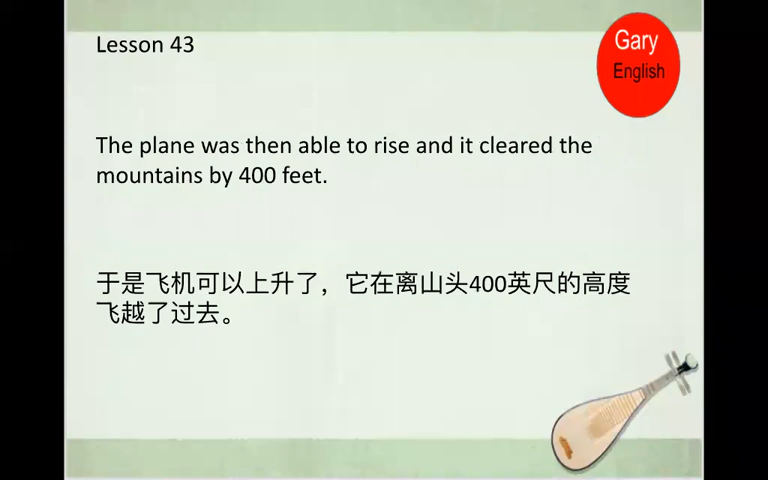 Lesson 43
Gary
English
The plane was then able to rise and it cleared the
mountains by 400 feet.
于是飞机可以上升了，它在离山头400英尺的高度
飞越了过去。